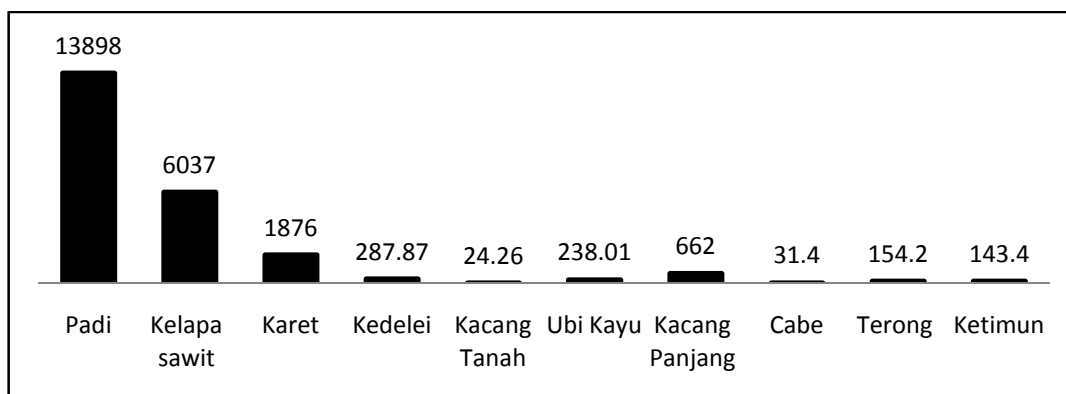 13898
6037
1876
287.87
24.26
238.01
662
31.4
154.2
143.4
Padi
Kelapa
sawit
Karet
Kedelei
Kacang
Tanah
Ubi Kayu
Kacang
Panjang
Cabe
Terong
Ketimun